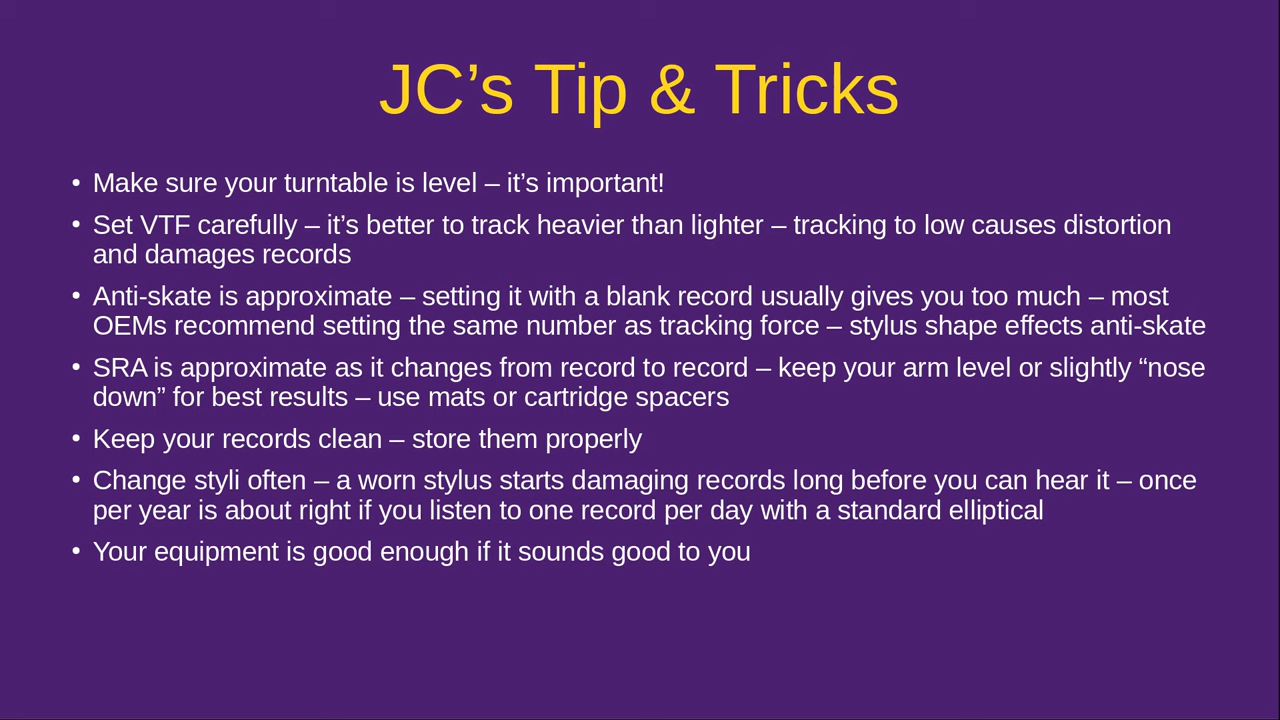 JC’s Tip & Tricks
• Make sure your turntable is level – it’s important!
• Set VTF carefully – it’s better to track heavier than lighter – tracking to low causes distortion
and damages records
• Anti-skate is approximate – setting it with a blank record usually gives you too much – most
OEMs recommend setting the same number as tracking force – stylus shape effects anti-skate
• SRA is approximate as it changes from record to record – keep your arm level or slightly “nose
down” for best results – use mats or cartridge spacers
• Keep your records clean – store them properly
• Change styli often – a worn stylus starts damaging records long before you can hear it – once
per year is about right if you listen to one record per day with a standard elliptical
• Your equipment is good enough if it sounds good to you